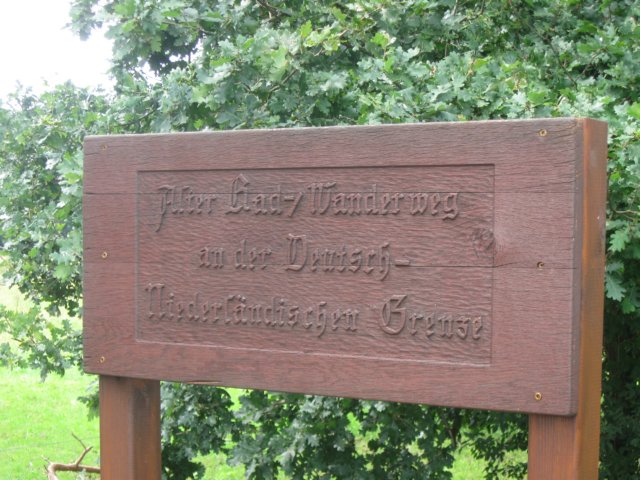 Alter Rad-/Wanderweg
an der Deutsch-
Niederländischen Grenze